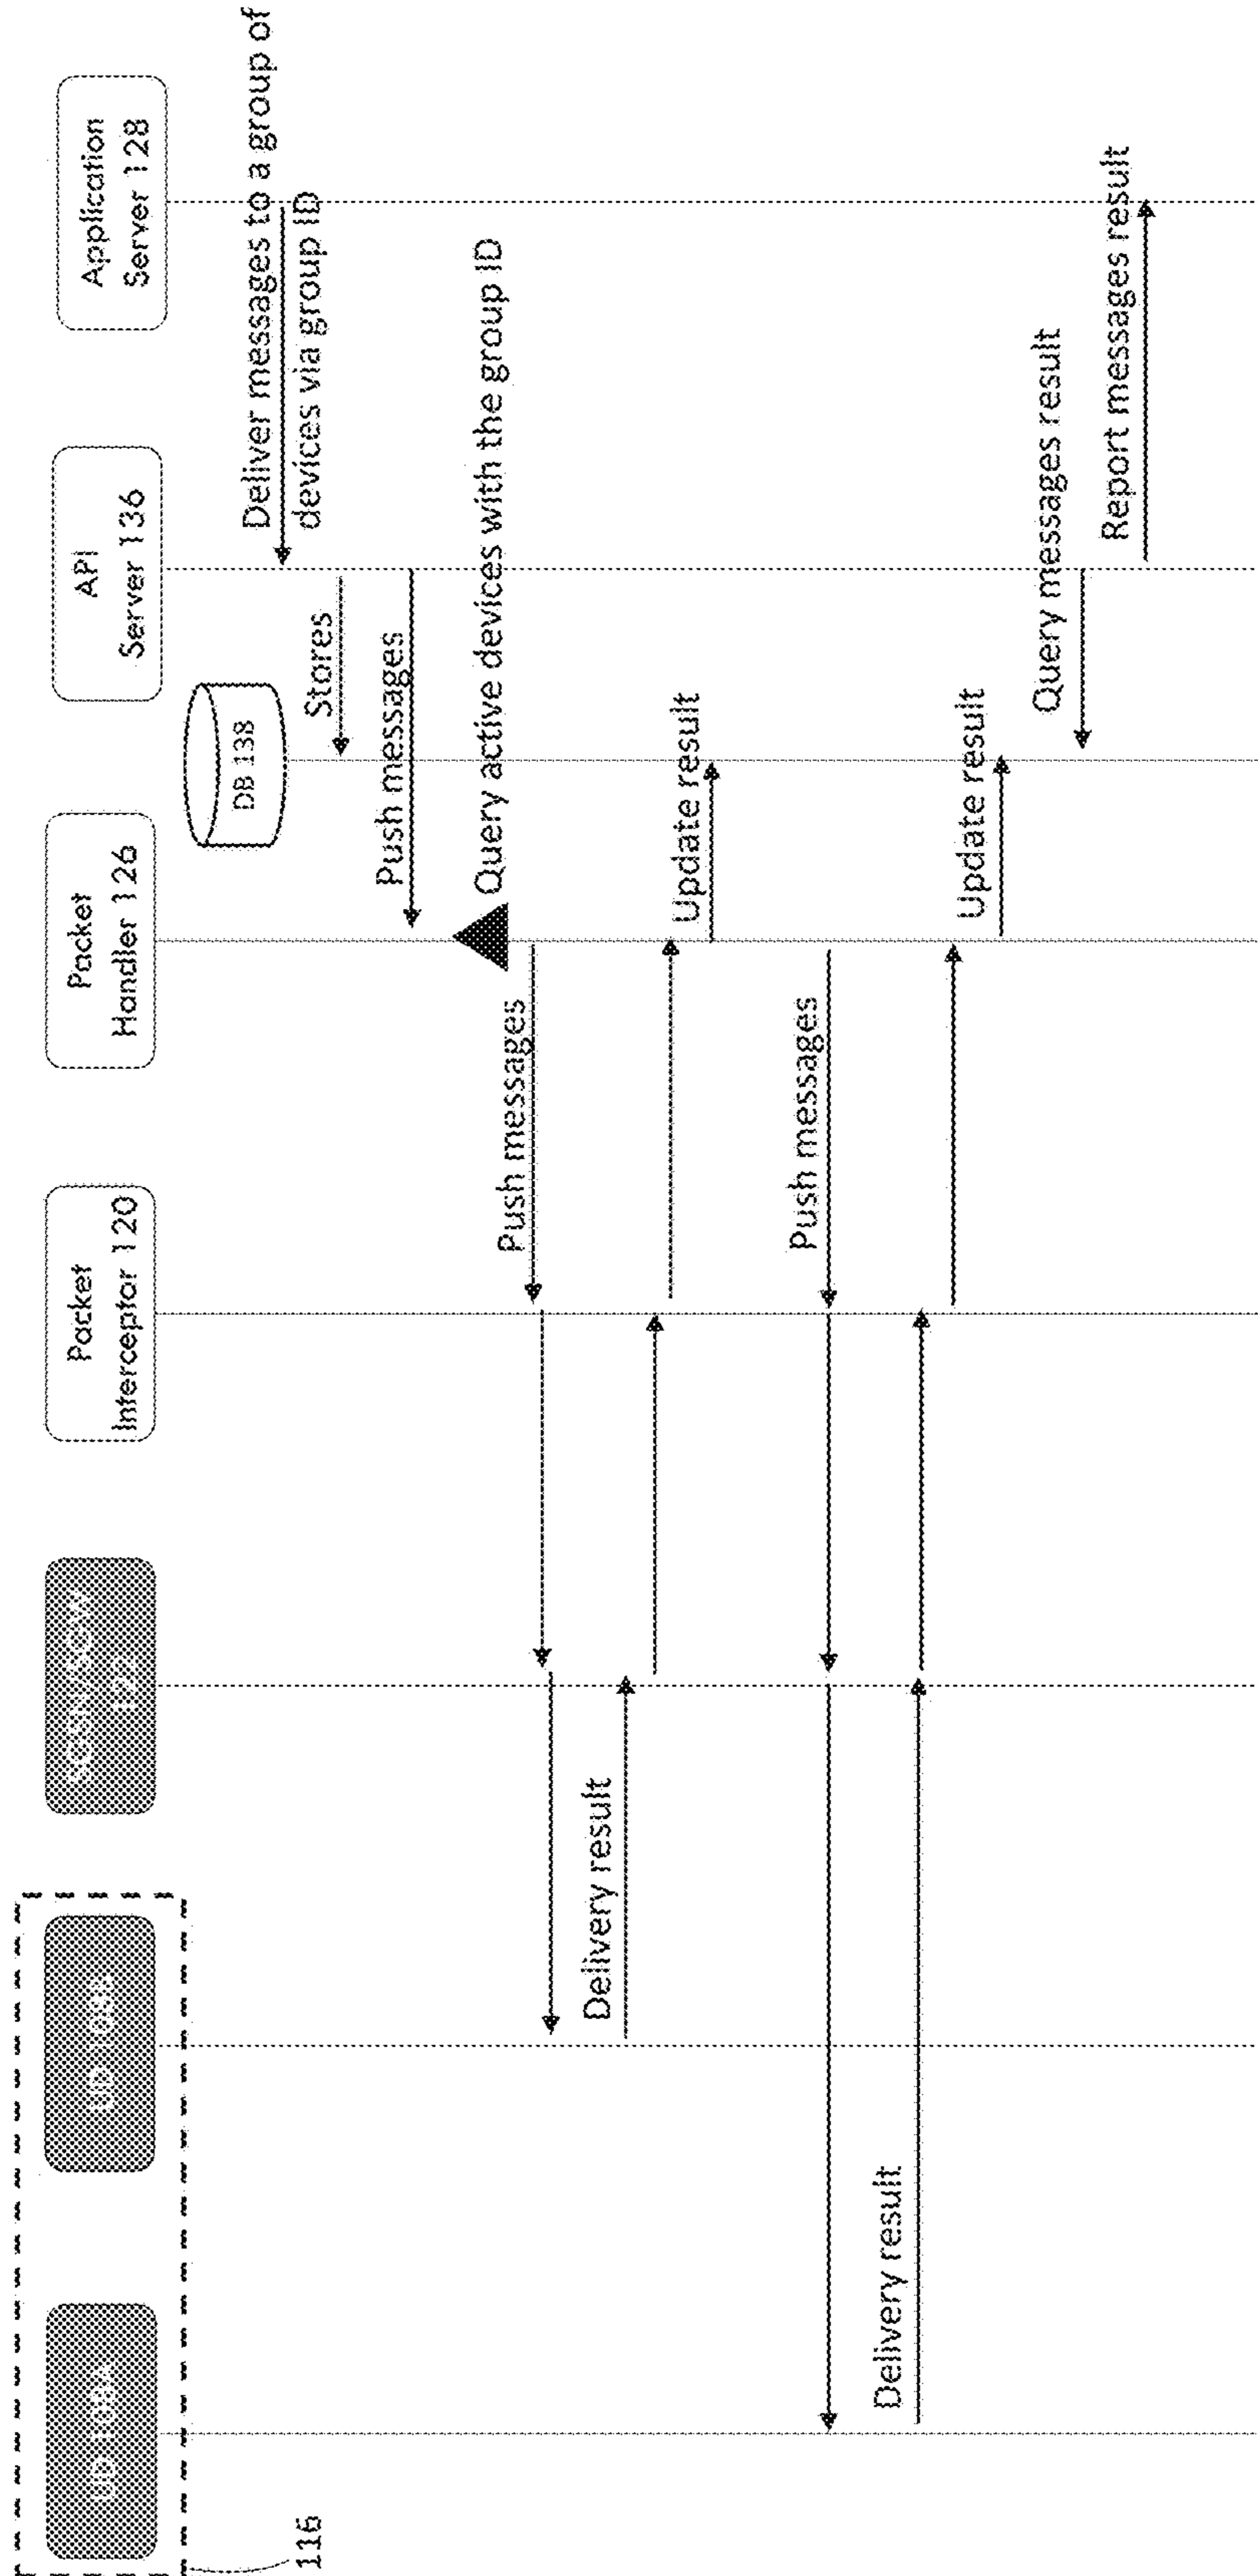 UD
UD
Packet
Interceptor 120
Packet
Handler 126
API
Server 136
Application
Server 128
116
DB 138
Deliver messages to a group of
devices via group ID
Stores
Push messages
Query active devices with the group ID
Push messages
Delivery result
Update result
Push messages
Delivery result
Update result
Query messages result
Report messages result